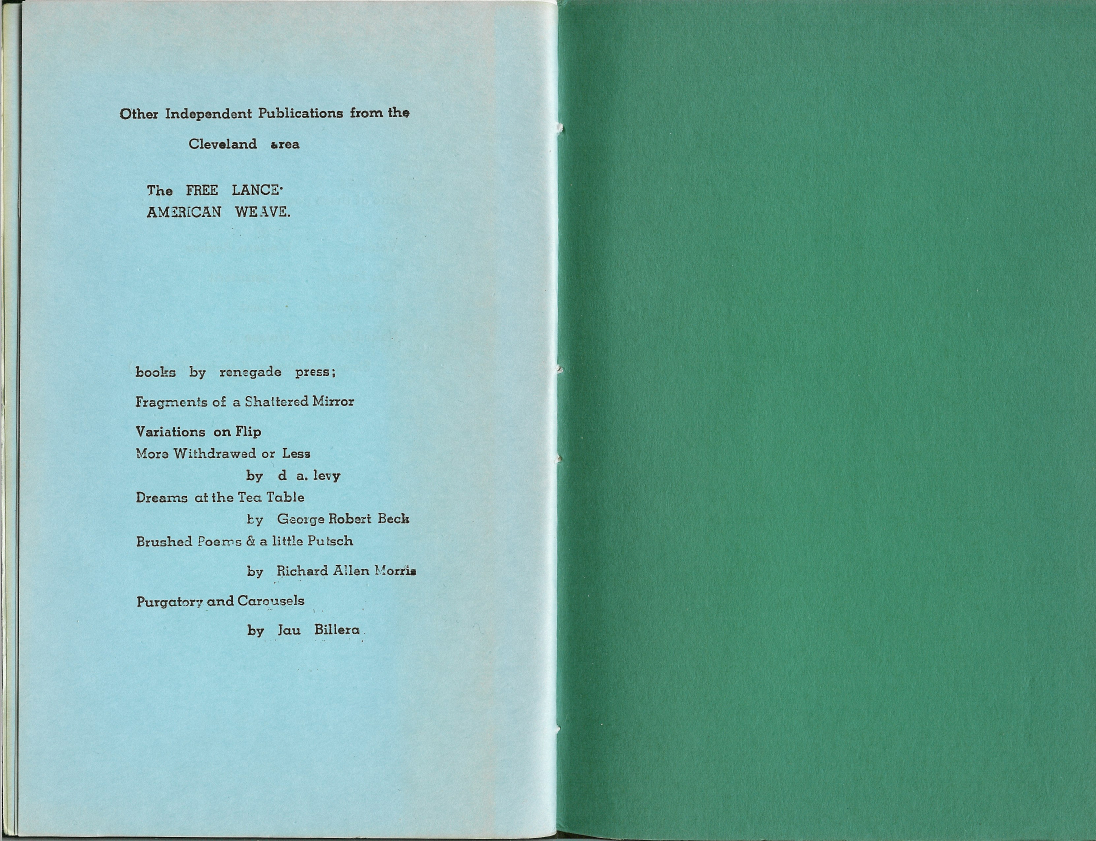 Other Independent Publications from the
Cleveland area
The FREE LANCE·
AMERICAN WEAVE.
books by renegade press;
Fragments of a Shattered Mirror
Variations on Flip
More Withdrawed or Less
by d a. levy
Dreams at the Tea Table
by George Robert Beck
Brushed Poems & a little Putsch
by Richard Allen Morris
Purgatory and Carousels
by Jau Billera